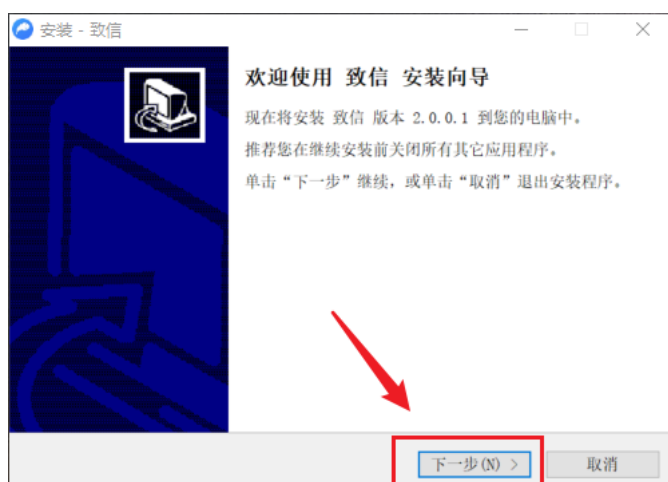 安装 - 致信
欢迎使用 致信 安装向导
现在将安装 致信 版本 2.0.0.1 到您的电脑中。
推荐您在继续安装前关闭所有其它应用程序。
单击“下一步”继续，或单击“取消”退出安装程序。
下一步(N) >
取消